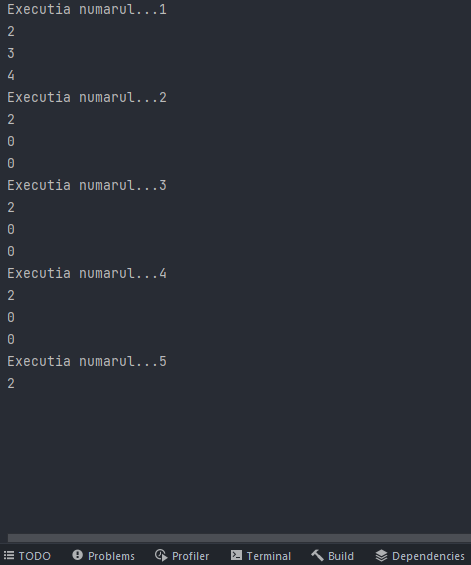 Executia numarul...1
2
3
4
Executia numarul...2
2
0
0
Executia numarul...3
2
0
0
Executia numarul...4
2
0
0
Executia numarul...5
2
TODO Problems Profiler Terminal Build Dependencies